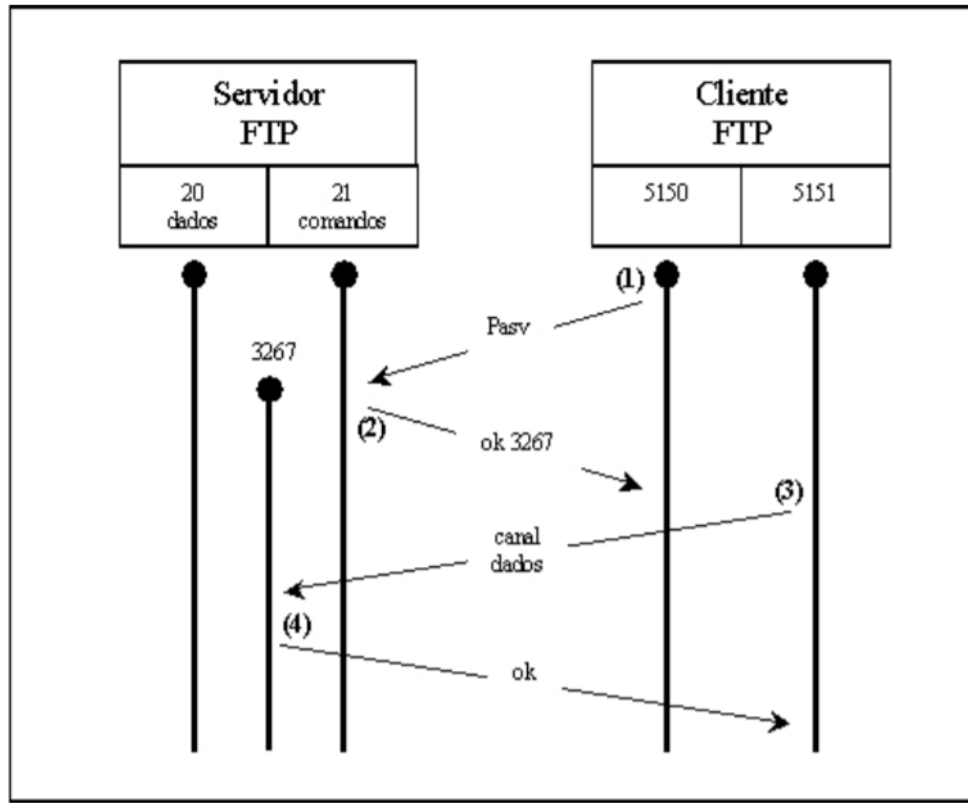 Servidor
FTP
Cliente
FTP
20
dados
21
comandos
5150
5151
(1)
Pasv
3267
(2)
ok 3267
(3)
canal
dados
(4)
ok